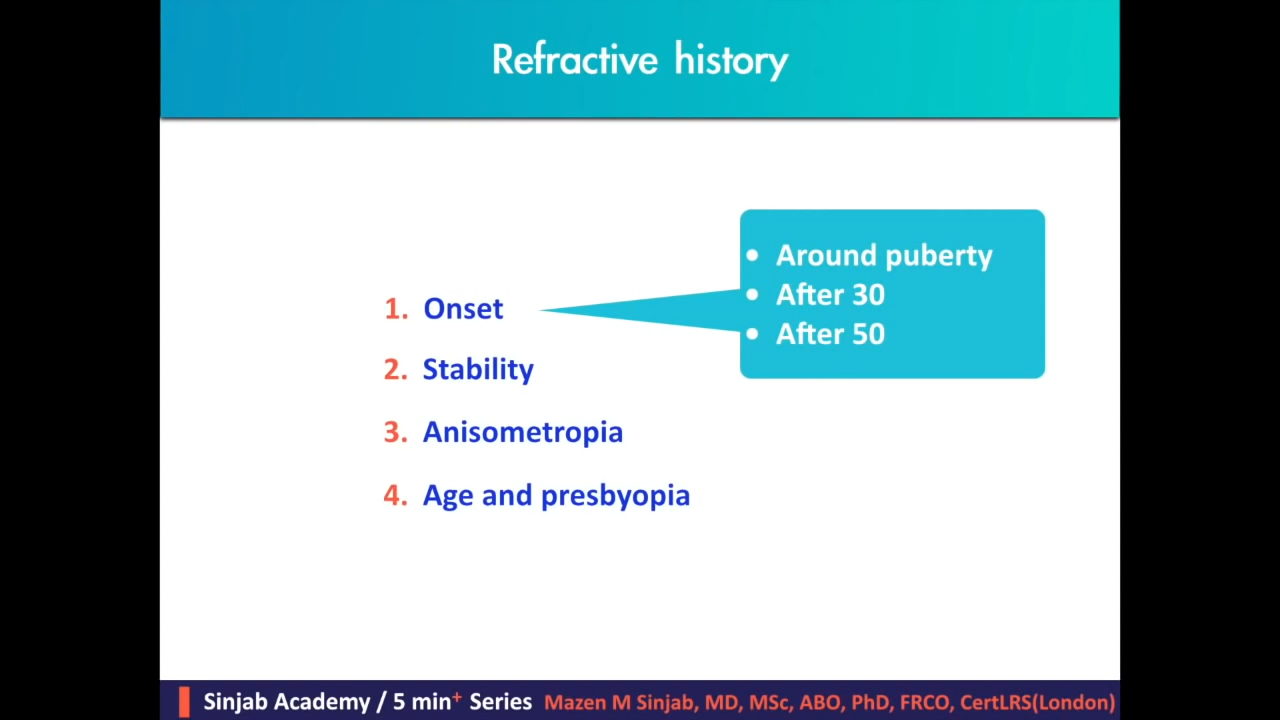 Refractive history
1. Onset
• Around puberty
• After 30
• After 50
2. Stability
3. Anisometropia
4. Age and presbyopia
Sinjab Academy / 5 min+ Series Mazen M Sinjab, MD, MSc, ABO, PhD, FRCO, CertLRS(London)